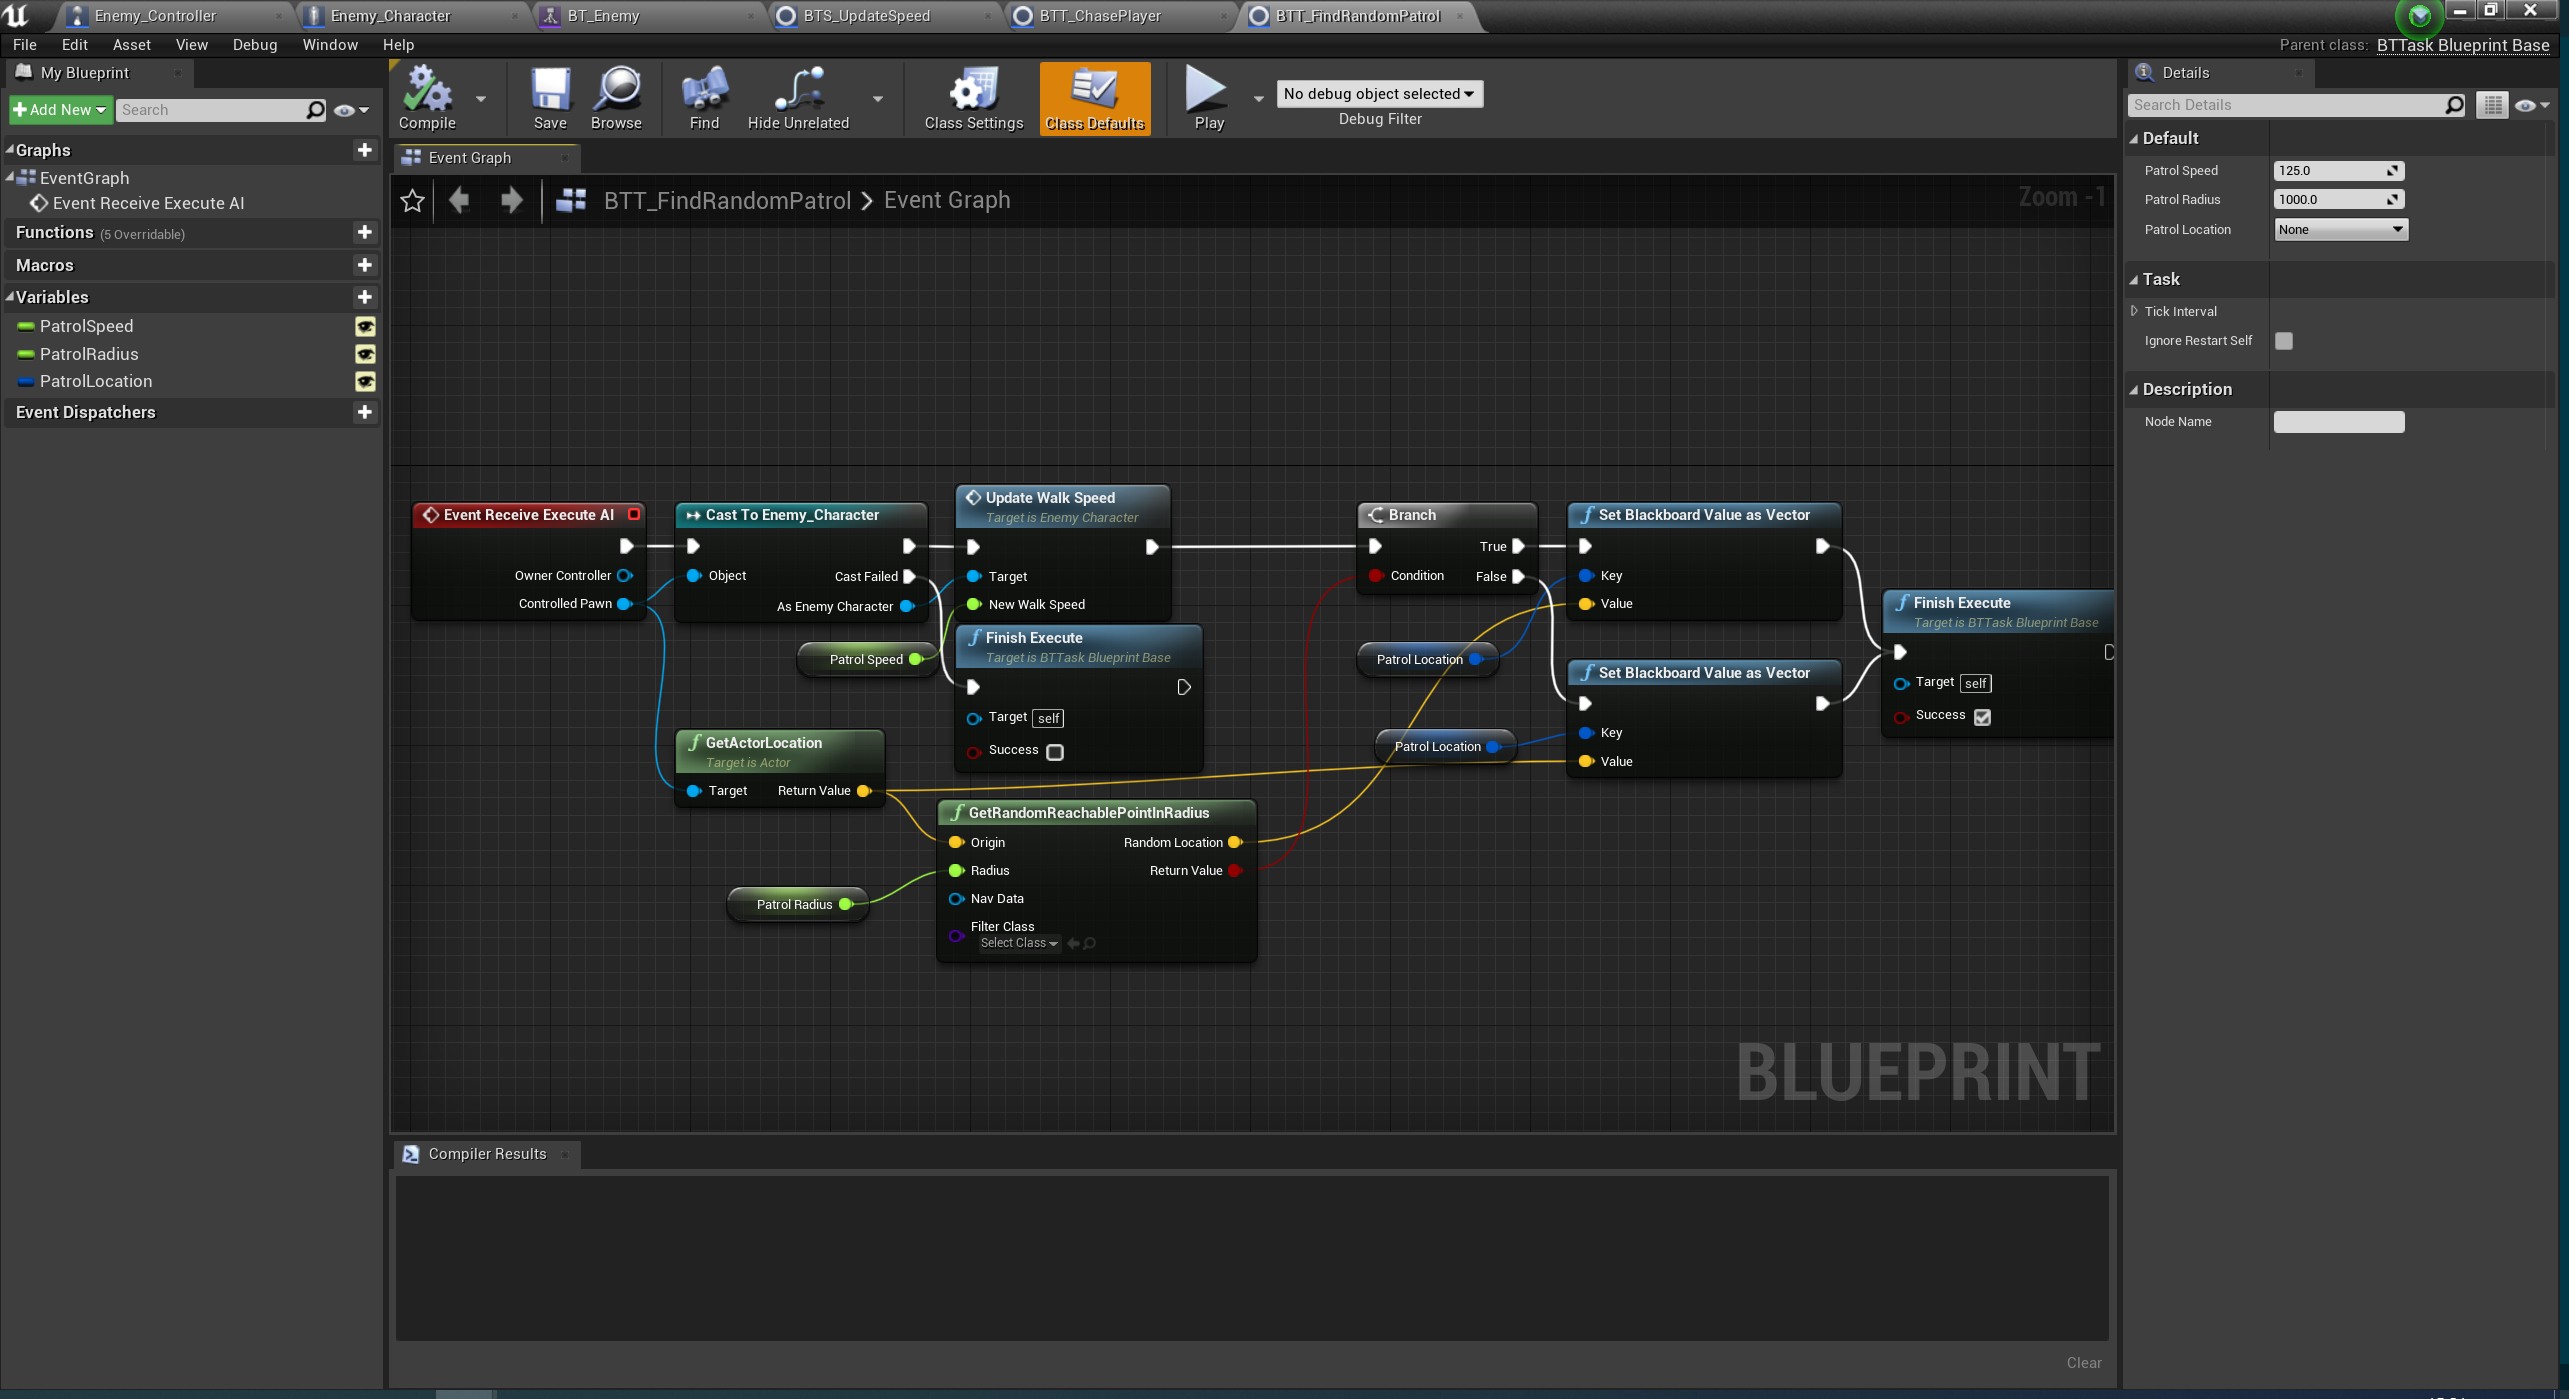 Enemy_Controller
Enemy_Character
BT_Enemy
BTS_UpdateSpeed
BTT_ChasePlayer
BTT_FindRandomPatrol
File Edit Asset View Debug Window Help
Parent class: BTTask Blueprint Base
My Blueprint
Add New
Search
Graphs
EventGraph
Event Receive Execute AI
Functions (5 Overridable)
Macros
Variables
PatrolSpeed
PatrolRadius
PatrolLocation
Event Dispatchers
Compile
Save
Browse
Find
Hide Unrelated
Class Settings
Class Defaults
Play
No debug object selected
Debug Filter
Event Graph
BTT_FindRandomPatrol > Event Graph
Zoom -1
Event Receive Execute AI
Owner Controller
Controlled Pawn
Cast To Enemy_Character
Object
Cast Failed
As Enemy Character
Update Walk Speed
Target is Enemy Character
Target
New Walk Speed
Patrol Speed
Finish Execute
Target is BTTask Blueprint Base
Target self
Success
GetActorLocation
Target is Actor
Target Return Value
GetRandomReachablePointInRadius
Origin Random Location
Radius Return Value
Nav Data
Filter Class
Select Class
Patrol Radius
Branch
True
Condition False
Patrol Location
Patrol Location
Set Blackboard Value as Vector
Key
Value
Set Blackboard Value as Vector
Key
Value
Finish Execute
Target is BTTask Blueprint Base
Target self
Success
BLUEPRINT
Compiler Results
Clear
Details
Search Details
Default
Patrol Speed 125.0
Patrol Radius 1000.0
Patrol Location None
Task
Tick Interval
Ignore Restart Self
Description
Node Name